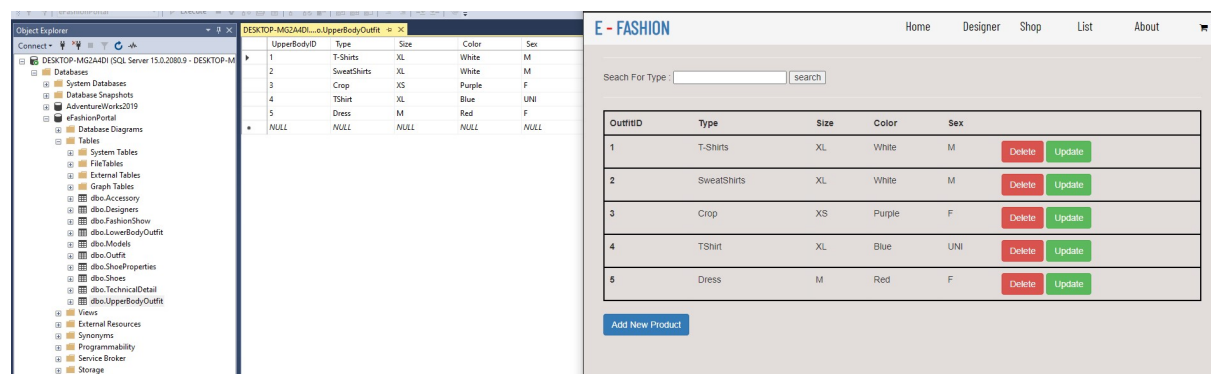 eFashionPortal Execute
Object Explorer
Connect
DESKTOP-MG2A4DI (SQL Server 15.0.2080.9 - DESKTOP-M
Databases
System Databases
Database Snapshots
AdventureWorks2019
eFashionPortal
Database Diagrams
Tables
System Tables
FileTables
External Tables
Graph Tables
dbo.Accessory
dbo.Designers
dbo.FashionShow
dbo.LowerBodyOutfit
dbo.Models
dbo.Outfit
dbo.ShoeProperties
dbo.Shoes
dbo.TechnicalDetail
dbo.UpperBodyOutfit
Views
External Resources
Synonyms
Programmability
Service Broker
Storage
DESKTOP-MG2A4DI....o.UpperBodyOutfit
UpperBodyID Type Size Color Sex
1 T-Shirts XL White M
2 SweatShirts XL White M
3 Crop XS Purple F
4 TShirt XL Blue UNI
5 Dress M Red F
NULL NULL NULL NULL NULL
E - FASHION Home Designer Shop List About
Seach For Type : search
OutfitID Type Size Color Sex
1 T-Shirts XL White M Delete Update
2 SweatShirts XL White M Delete Update
3 Crop XS Purple F Delete Update
4 TShirt XL Blue UNI Delete Update
5 Dress M Red F Delete Update
Add New Product